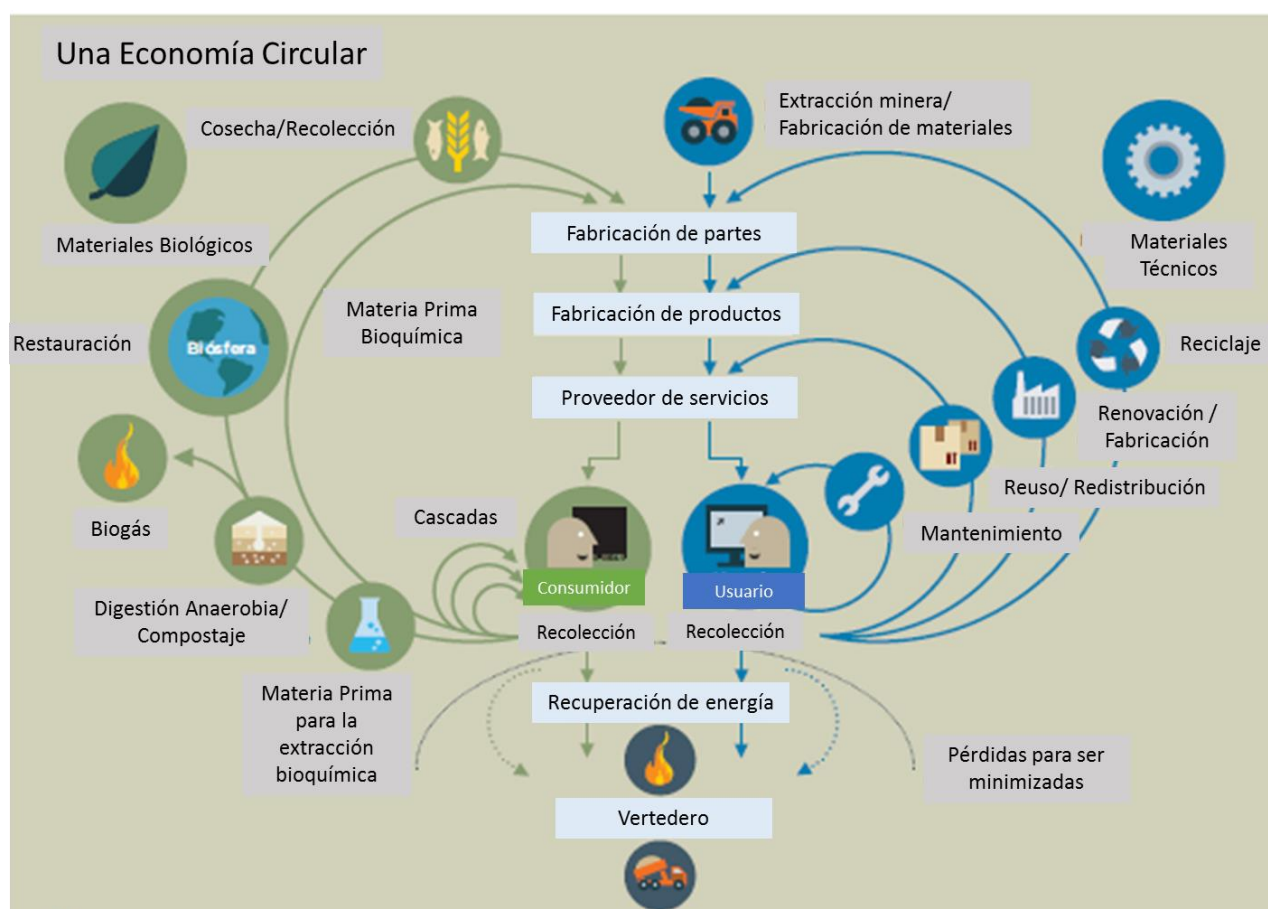 Una Economía Circular
Cosecha/Recolección
Extracción minera/
Fabricación de materiales
Materiales Biológicos
Fabricación de partes
Materiales
Técnicos
Materia Prima
Bioquímica
Fabricación de productos
Restauración
Biósfera
Reciclaje
Proveedor de servicios
Renovación /
Fabricación
Reuso/ Redistribución
Biogás
Cascadas
Mantenimiento
Consumidor
Usuario
Digestión Anaerobia/
Compostaje
Recolección
Recolección
Materia Prima
para la
extracción
bioquímica
Recuperación de energía
Pérdidas para ser
minimizadas
Vertedero